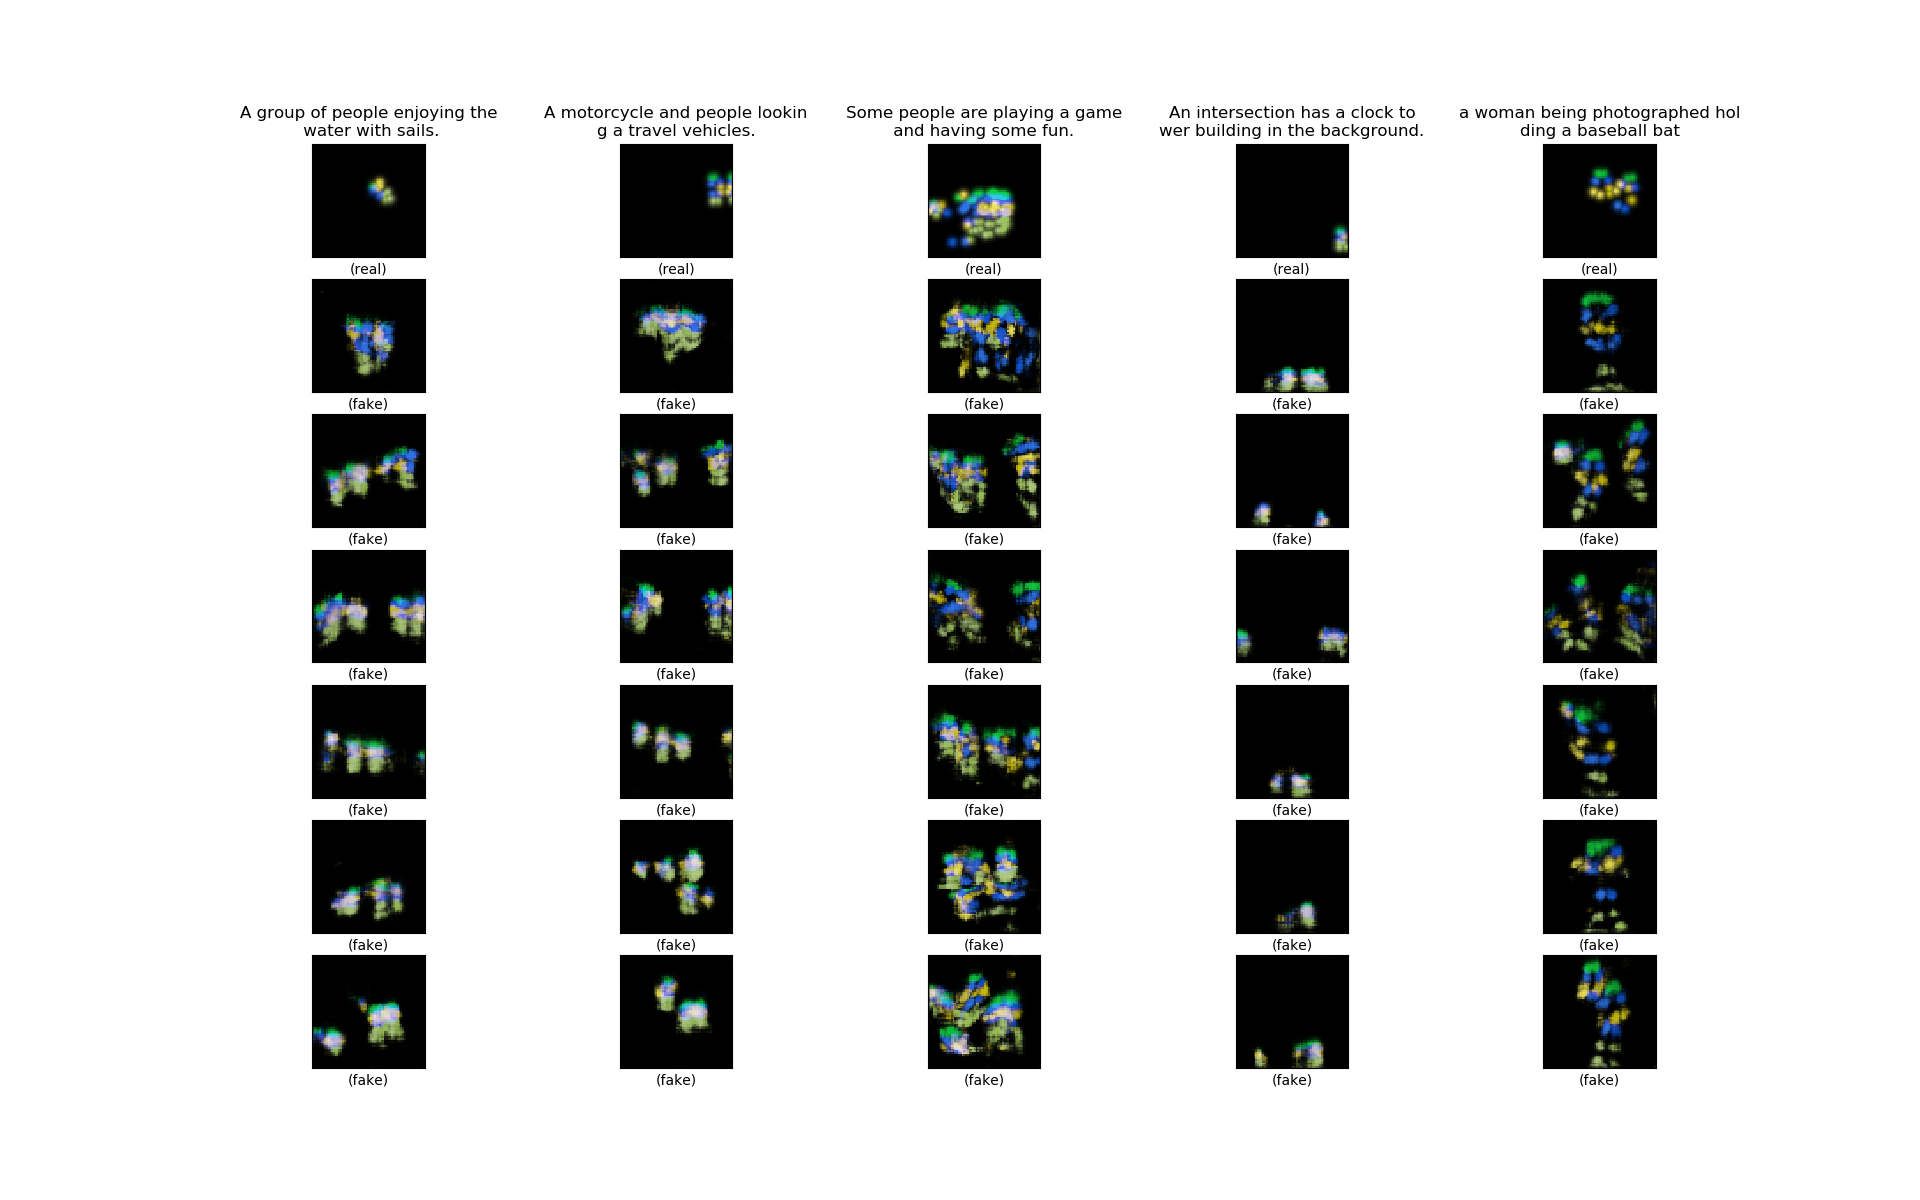 A group of people enjoying the
water with sails.
A motorcycle and people lookin
g a travel vehicles.
Some people are playing a game
and having some fun.
An intersection has a clock to
wer building in the background.
a woman being photographed hol
ding a baseball bat
(real) (real) (real) (real) (real)
(fake) (fake) (fake) (fake) (fake)
(fake) (fake) (fake) (fake) (fake)
(fake) (fake) (fake) (fake) (fake)
(fake) (fake) (fake) (fake) (fake)
(fake) (fake) (fake) (fake) (fake)
(fake) (fake) (fake) (fake) (fake)